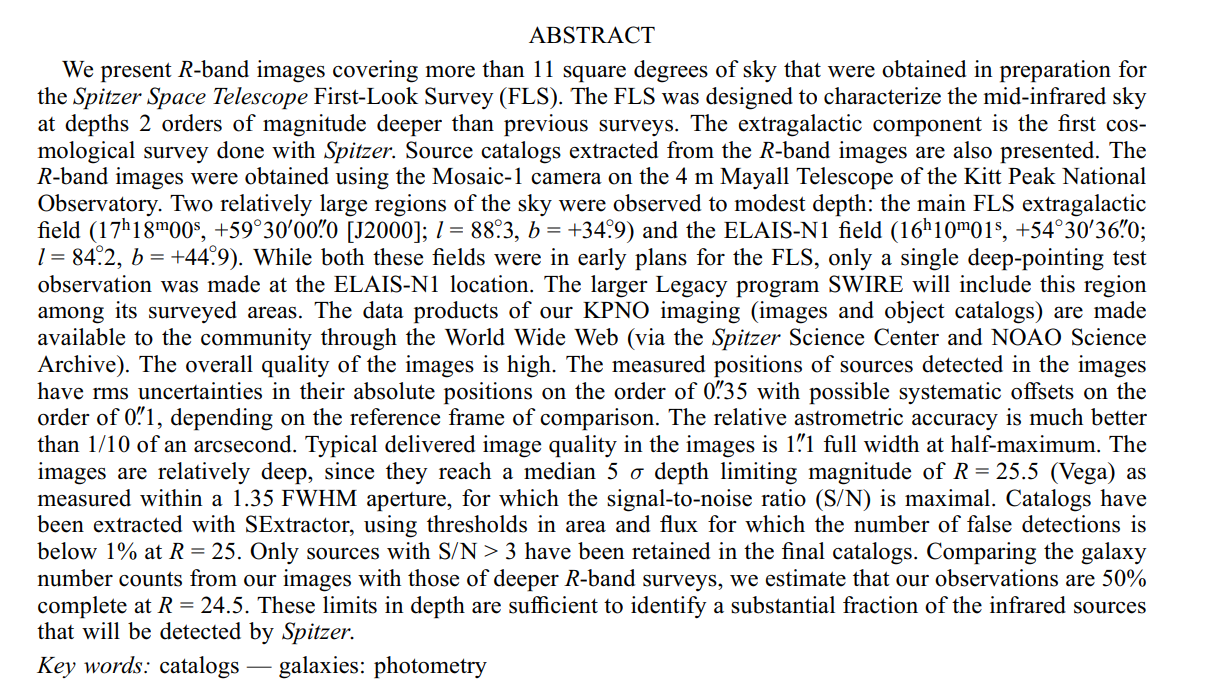 ABSTRACT
We present R-band images covering more than 11 square degrees of sky that were obtained in preparation for
the Spitzer Space Telescope First-Look Survey (FLS). The FLS was designed to characterize the mid-infrared sky
at depths 2 orders of magnitude deeper than previous surveys. The extragalactic component is the first cos-
mological survey done with Spitzer. Source catalogs extracted from the R-band images are also presented. The
R-band images were obtained using the Mosaic-1 camera on the 4 m Mayall Telescope of the Kitt Peak National
Observatory. Two relatively large regions of the sky were observed to modest depth: the main FLS extragalactic
field (17ʰ18ᵐ00ˢ, +59°30′00″.0 [J2000]; l = 88°.3, b = +34°.9) and the ELAIS-N1 field (16ʰ10ᵐ01ˢ, +54°30′36″.0;
l = 84°.2, b = +44°.9). While both these fields were in early plans for the FLS, only a single deep-pointing test
observation was made at the ELAIS-N1 location. The larger Legacy program SWIRE will include this region
among its surveyed areas. The data products of our KPNO imaging (images and object catalogs) are made
available to the community through the World Wide Web (via the Spitzer Science Center and NOAO Science
Archive). The overall quality of the images is high. The measured positions of sources detected in the images
have rms uncertainties in their absolute positions on the order of 0″.35 with possible systematic offsets on the
order of 0″.1, depending on the reference frame of comparison. The relative astrometric accuracy is much better
than 1/10 of an arcsecond. Typical delivered image quality in the images is 1″.1 full width at half-maximum. The
images are relatively deep, since they reach a median 5 σ depth limiting magnitude of R = 25.5 (Vega) as
measured within a 1.35 FWHM aperture, for which the signal-to-noise ratio (S/N) is maximal. Catalogs have
been extracted with SExtractor, using thresholds in area and flux for which the number of false detections is
below 1% at R = 25. Only sources with S/N > 3 have been retained in the final catalogs. Comparing the galaxy
number counts from our images with those of deeper R-band surveys, we estimate that our observations are 50%
complete at R = 24.5. These limits in depth are sufficient to identify a substantial fraction of the infrared sources
that will be detected by Spitzer.
Key words: catalogs — galaxies: photometry